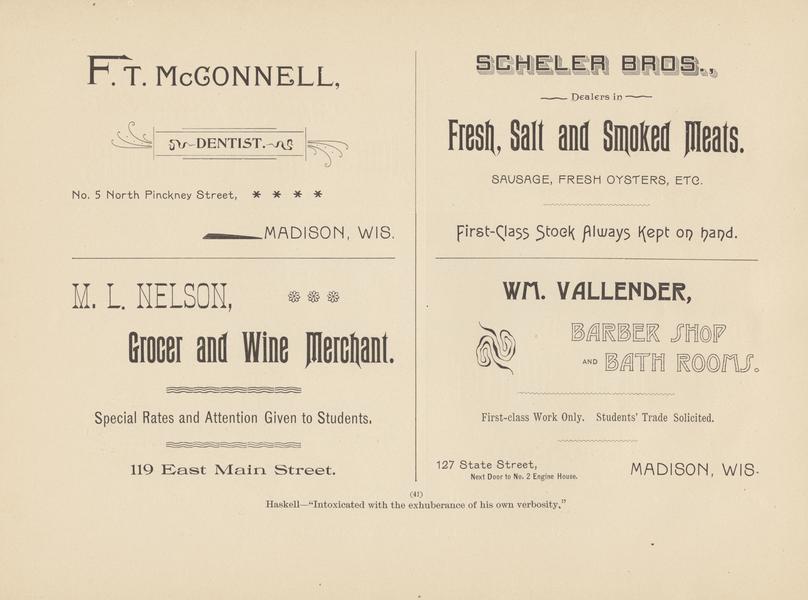 F. T. McGONNELL,
DENTIST.
No. 5 North Pinckney Street, * * * *
MADISON, WIS.
M. L. NELSON,
Grocer and Wine Merchant.
Special Rates and Attention Given to Students.
119 East Main Street.
SCHELER BROS.,
Dealers in
Fresh, Salt and Smoked Meats.
SAUSAGE, FRESH OYSTERS, ETC.
First-Class Stock Always Kept on hand.
WM. VALLENDER,
BARBER SHOP
AND BATH ROOMS.
First-class Work Only. Students' Trade Solicited.
127 State Street,
Next Door to No. 2 Engine House.
MADISON, WIS.
(41)
Haskell—"Intoxicated with the exhuberance of his own verbosity."